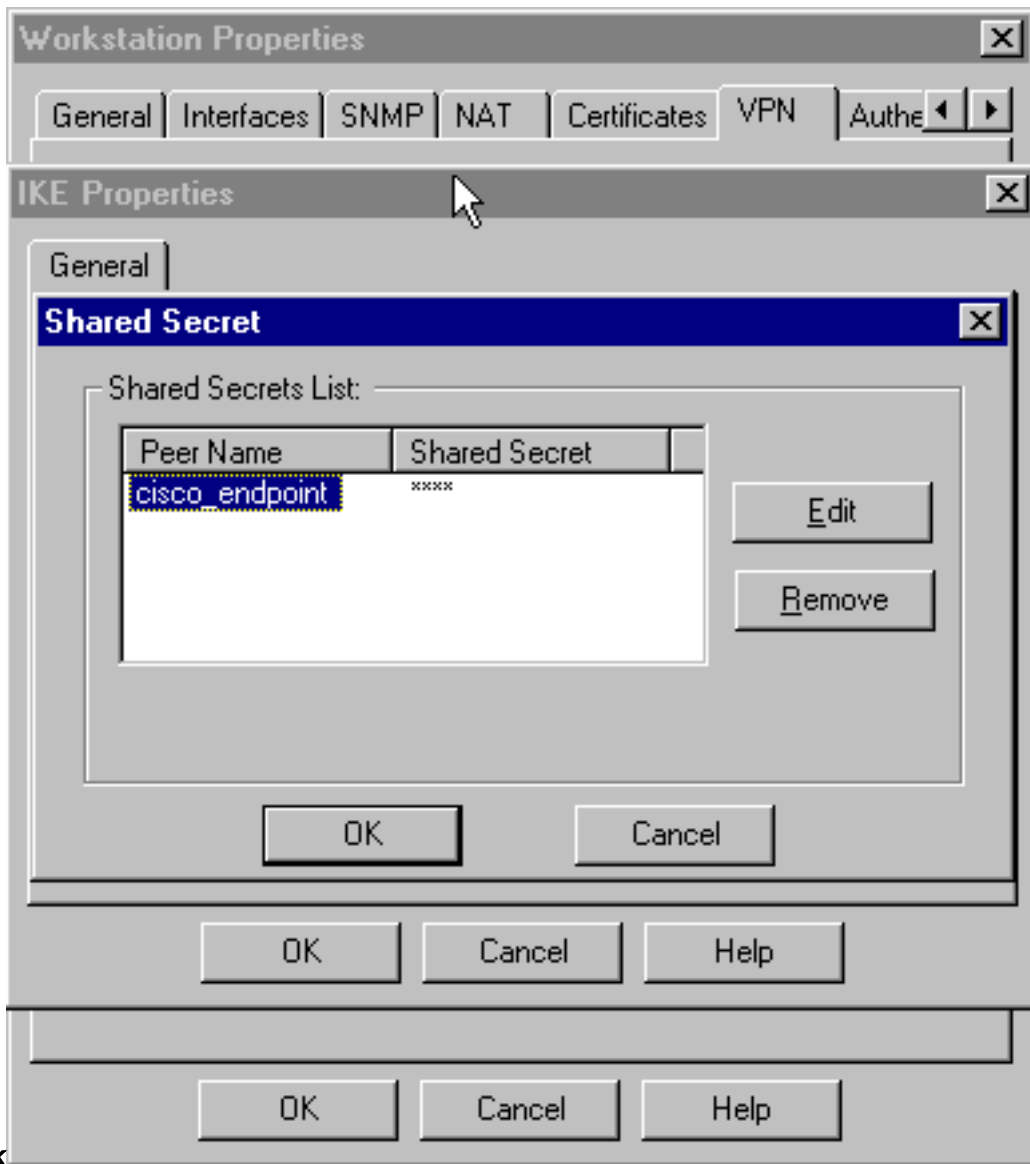 Workstation Properties
General Interfaces SNMP NAT Certificates VPN Authe
IKE Properties
General
Shared Secret
Shared Secrets List:
Peer Name Shared Secret
cisco_endpoint ****
Edit
Remove
OK Cancel
OK Cancel Help
OK Cancel Help